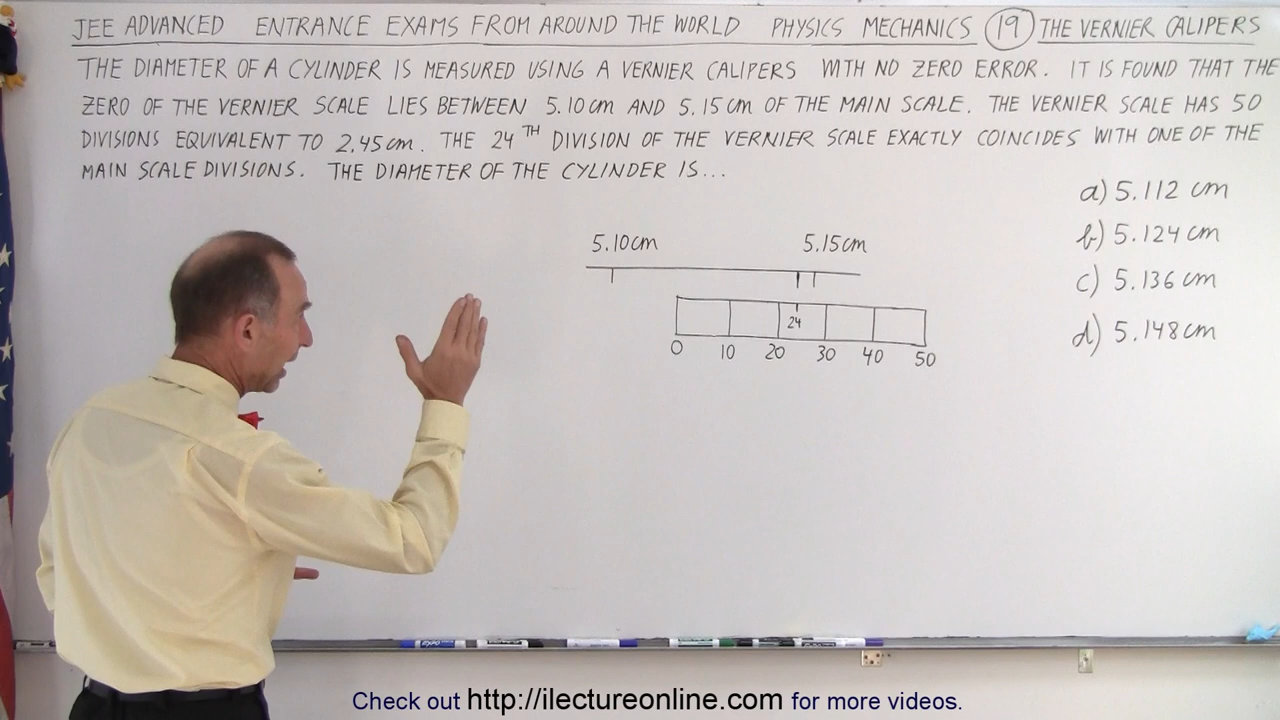 JEE ADVANCED ENTRANCE EXAMS FROM AROUND THE WORLD PHYSICS MECHANICS 19 THE VERNIER CALIPERS
THE DIAMETER OF A CYLINDER IS MEASURED USING A VERNIER CALIPERS WITH NO ZERO ERROR. IT IS FOUND THAT THE
ZERO OF THE VERNIER SCALE LIES BETWEEN 5.10 cm AND 5.15 cm OF THE MAIN SCALE. THE VERNIER SCALE HAS 50
DIVISIONS EQUIVALENT TO 2.45 cm. THE 24TH DIVISION OF THE VERNIER SCALE EXACTLY COINCIDES WITH ONE OF THE
MAIN SCALE DIVISIONS. THE DIAMETER OF THE CYLINDER IS...
a) 5.112 cm
b) 5.124 cm
c) 5.136 cm
d) 5.148 cm
5.10cm 5.15cm
24
0 10 20 30 40 50
EXPO
Check out http://ilectureonline.com for more videos.